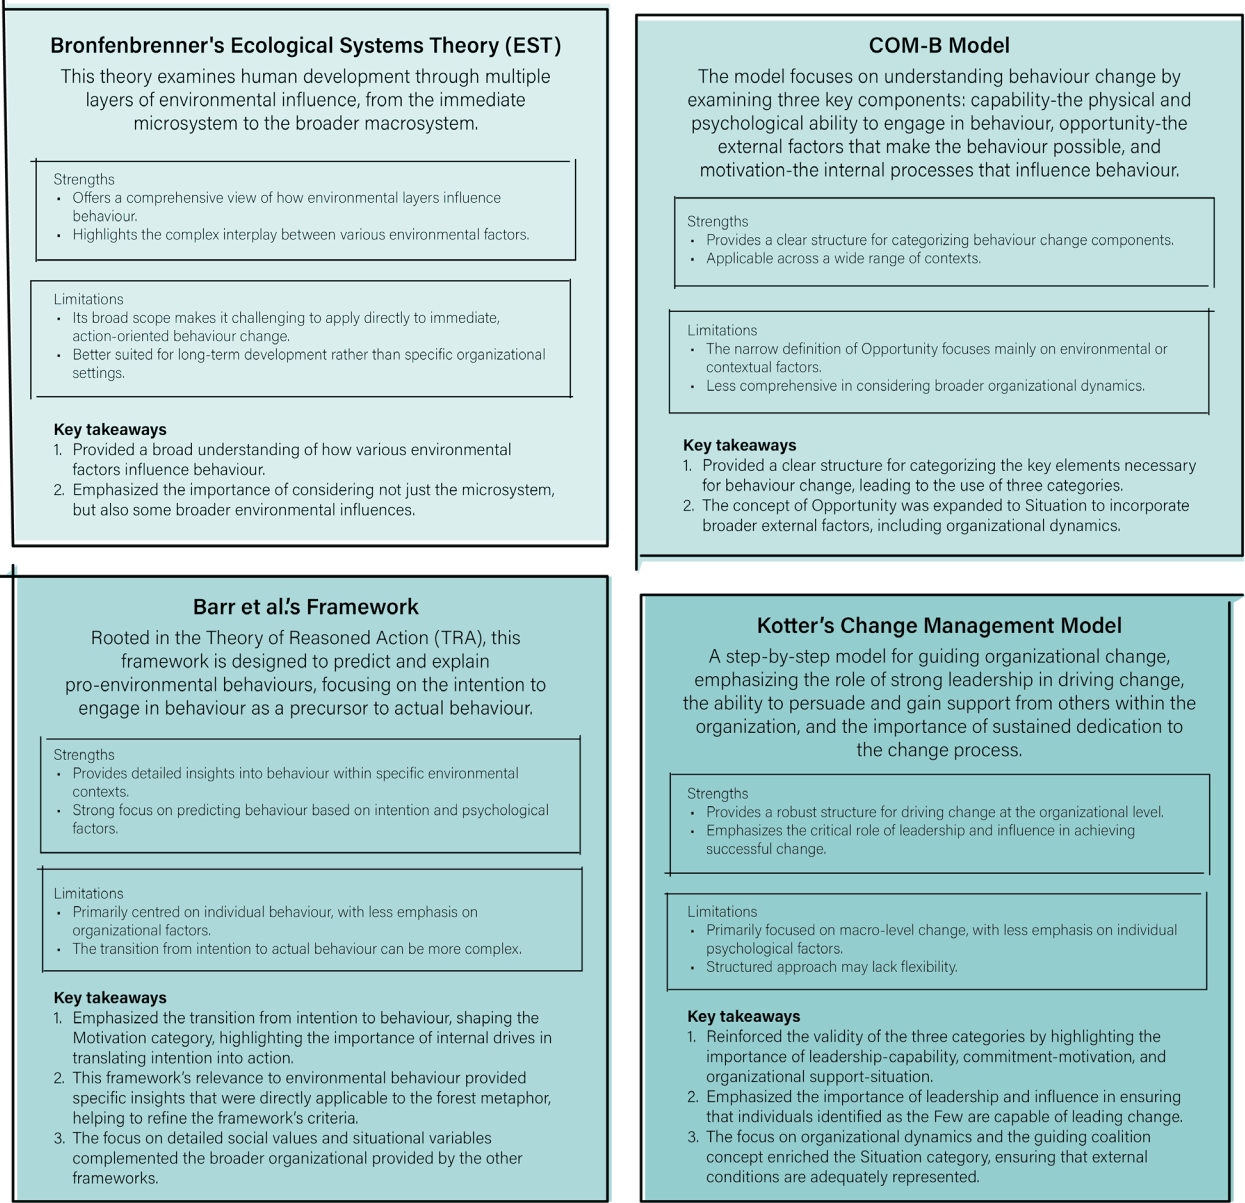 Bronfenbrenner's Ecological Systems Theory (EST)
This theory examines human development through multiple
layers of environmental influence, from the immediate
microsystem to the broader macrosystem.
Strengths
• Offers a comprehensive view of how environmental layers influence
behaviour.
• Highlights the complex interplay between various environmental factors.
Limitations
• Its broad scope makes it challenging to apply directly to immediate,
action-oriented behaviour change.
• Better suited for long-term development rather than specific organizational
settings.
Key takeaways
1. Provided a broad understanding of how various environmental
factors influence behaviour.
2. Emphasized the importance of considering not just the microsystem,
but also some broader environmental influences.
COM-B Model
The model focuses on understanding behaviour change by
examining three key components: capability-the physical and
psychological ability to engage in behaviour, opportunity-the
external factors that make the behaviour possible, and
motivation-the internal processes that influence behaviour.
Strengths
• Provides a clear structure for categorizing behaviour change components.
• Applicable across a wide range of contexts.
Limitations
• The narrow definition of Opportunity focuses mainly on environmental or
contextual factors.
• Less comprehensive in considering broader organizational dynamics.
Key takeaways
1. Provided a clear structure for categorizing the key elements necessary
for behaviour change, leading to the use of three categories.
2. The concept of Opportunity was expanded to Situation to incorporate
broader external factors, including organizational dynamics.
Barr et al.'s Framework
Rooted in the Theory of Reasoned Action (TRA), this
framework is designed to predict and explain
pro-environmental behaviours, focusing on the intention to
engage in behaviour as a precursor to actual behaviour.
Strengths
• Provides detailed insights into behaviour within specific environmental
contexts.
• Strong focus on predicting behaviour based on intention and psychological
factors.
Limitations
• Primarily centred on individual behaviour, with less emphasis on
organizational factors.
• The transition from intention to actual behaviour can be more complex.
Key takeaways
1. Emphasized the transition from intention to behaviour, shaping the
Motivation category, highlighting the importance of internal drives in
translating intention into action.
2. This framework's relevance to environmental behaviour provided
specific insights that were directly applicable to the forest metaphor,
helping to refine the framework's criteria.
3. The focus on detailed social values and situational variables
complemented the broader organizational provided by the other
frameworks.
Kotter's Change Management Model
A step-by-step model for guiding organizational change,
emphasizing the role of strong leadership in driving change,
the ability to persuade and gain support from others within the
organization, and the importance of sustained dedication to
the change process.
Strengths
• Provides a robust structure for driving change at the organizational level.
• Emphasizes the critical role of leadership and influence in achieving
successful change.
Limitations
• Primarily focused on macro-level change, with less emphasis on individual
psychological factors.
• Structured approach may lack flexibility.
Key takeaways
1. Reinforced the validity of the three categories by highlighting the
importance of leadership-capability, commitment-motivation, and
organizational support-situation.
2. Emphasized the importance of leadership and influence in ensuring
that individuals identified as the Few are capable of leading change.
3. The focus on organizational dynamics and the guiding coalition
concept enriched the Situation category, ensuring that external
conditions are adequately represented.